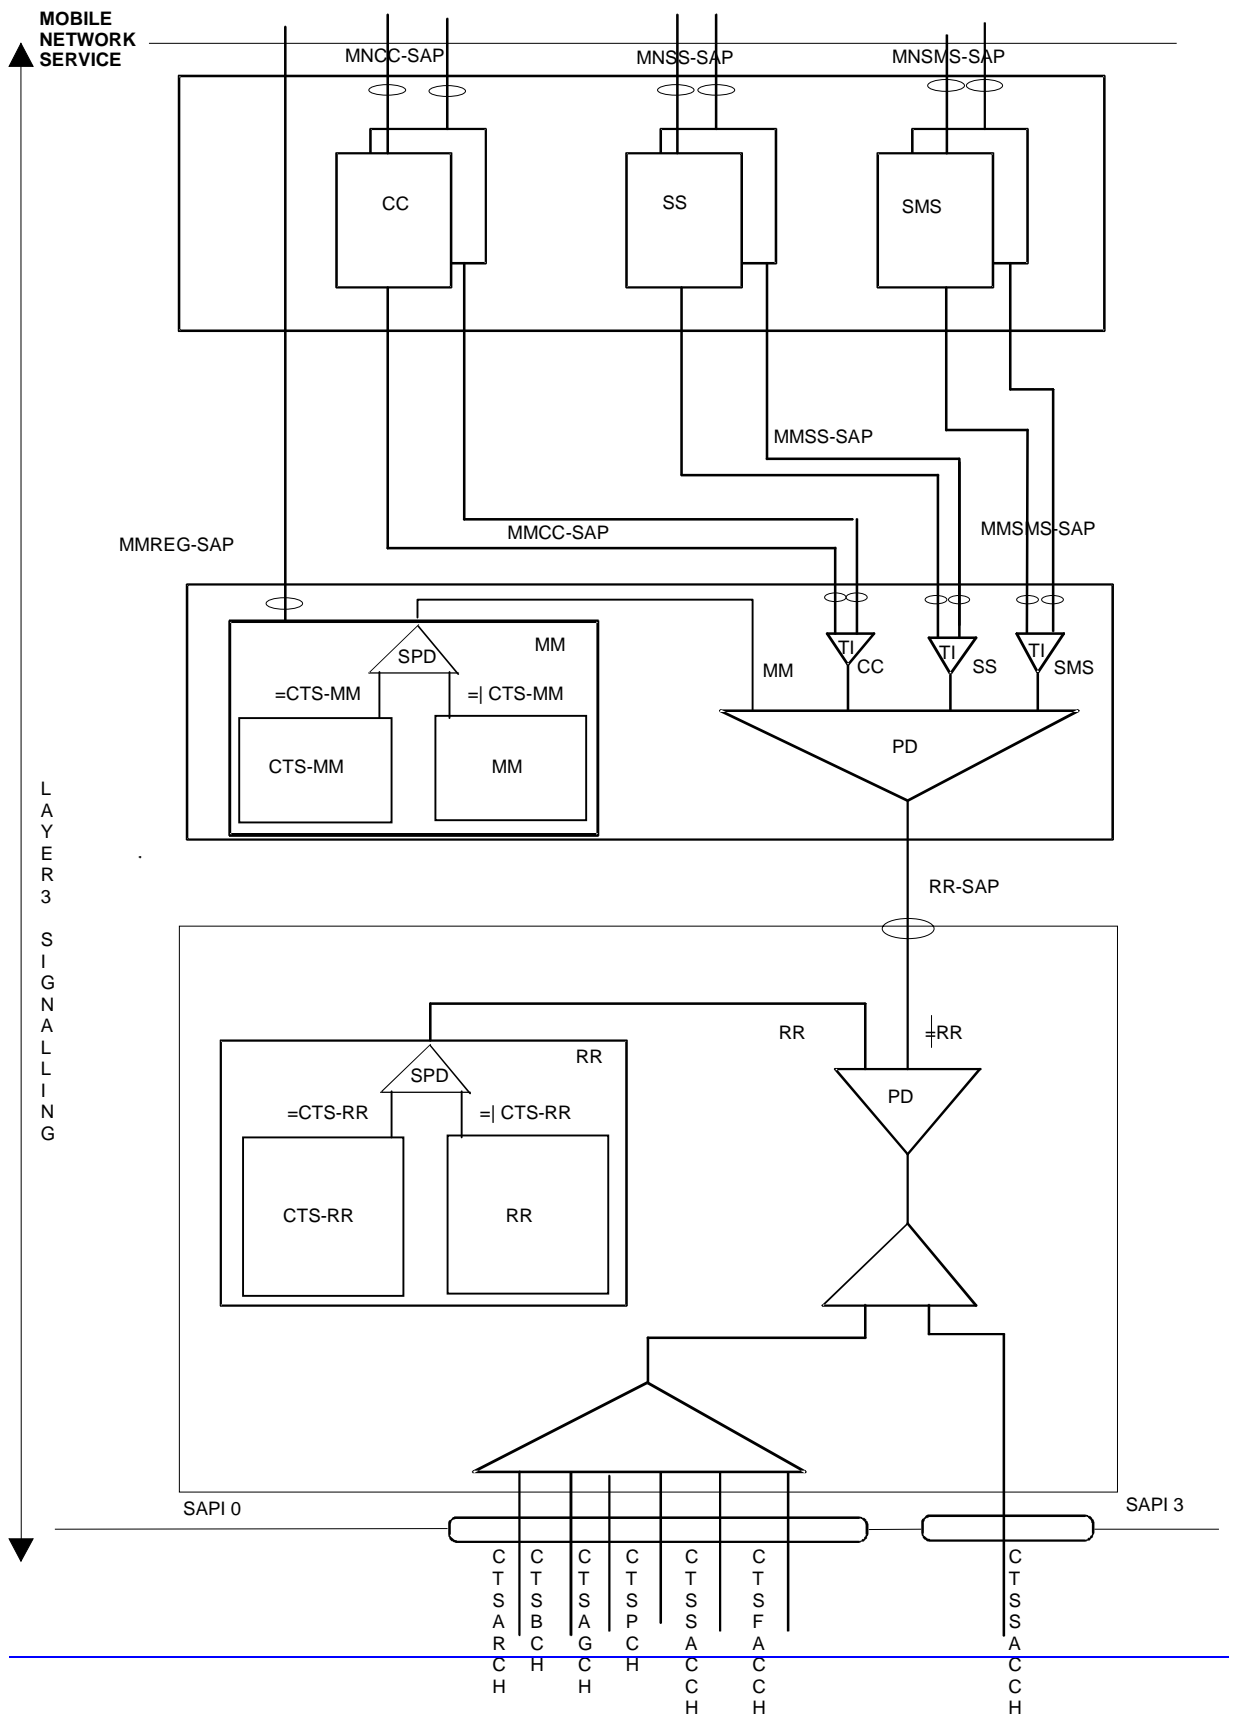 MOBILE
NETWORK
SERVICE
MNCC-SAP
MNSS-SAP
MNSMS-SAP
CC
SS
SMS
MMSS-SAP
MMCC-SAP
MMSMS-SAP
MMREG-SAP
MM
SPD
=CTS-MM
=| CTS-MM
CTS-MM
MM
MM
TI
CC
TI
SS
TI
SMS
PD
LAYER3 SIGNALLING
.
RR-SAP
RR
=RR
RR
SPD
=CTS-RR
=| CTS-RR
CTS-RR
RR
PD
SAPI 0
SAPI 3
CTSARCH
CTSBCH
CTSAGCH
CTSPCH
CTSSACCH
CTSFACCH
CTSSACCH